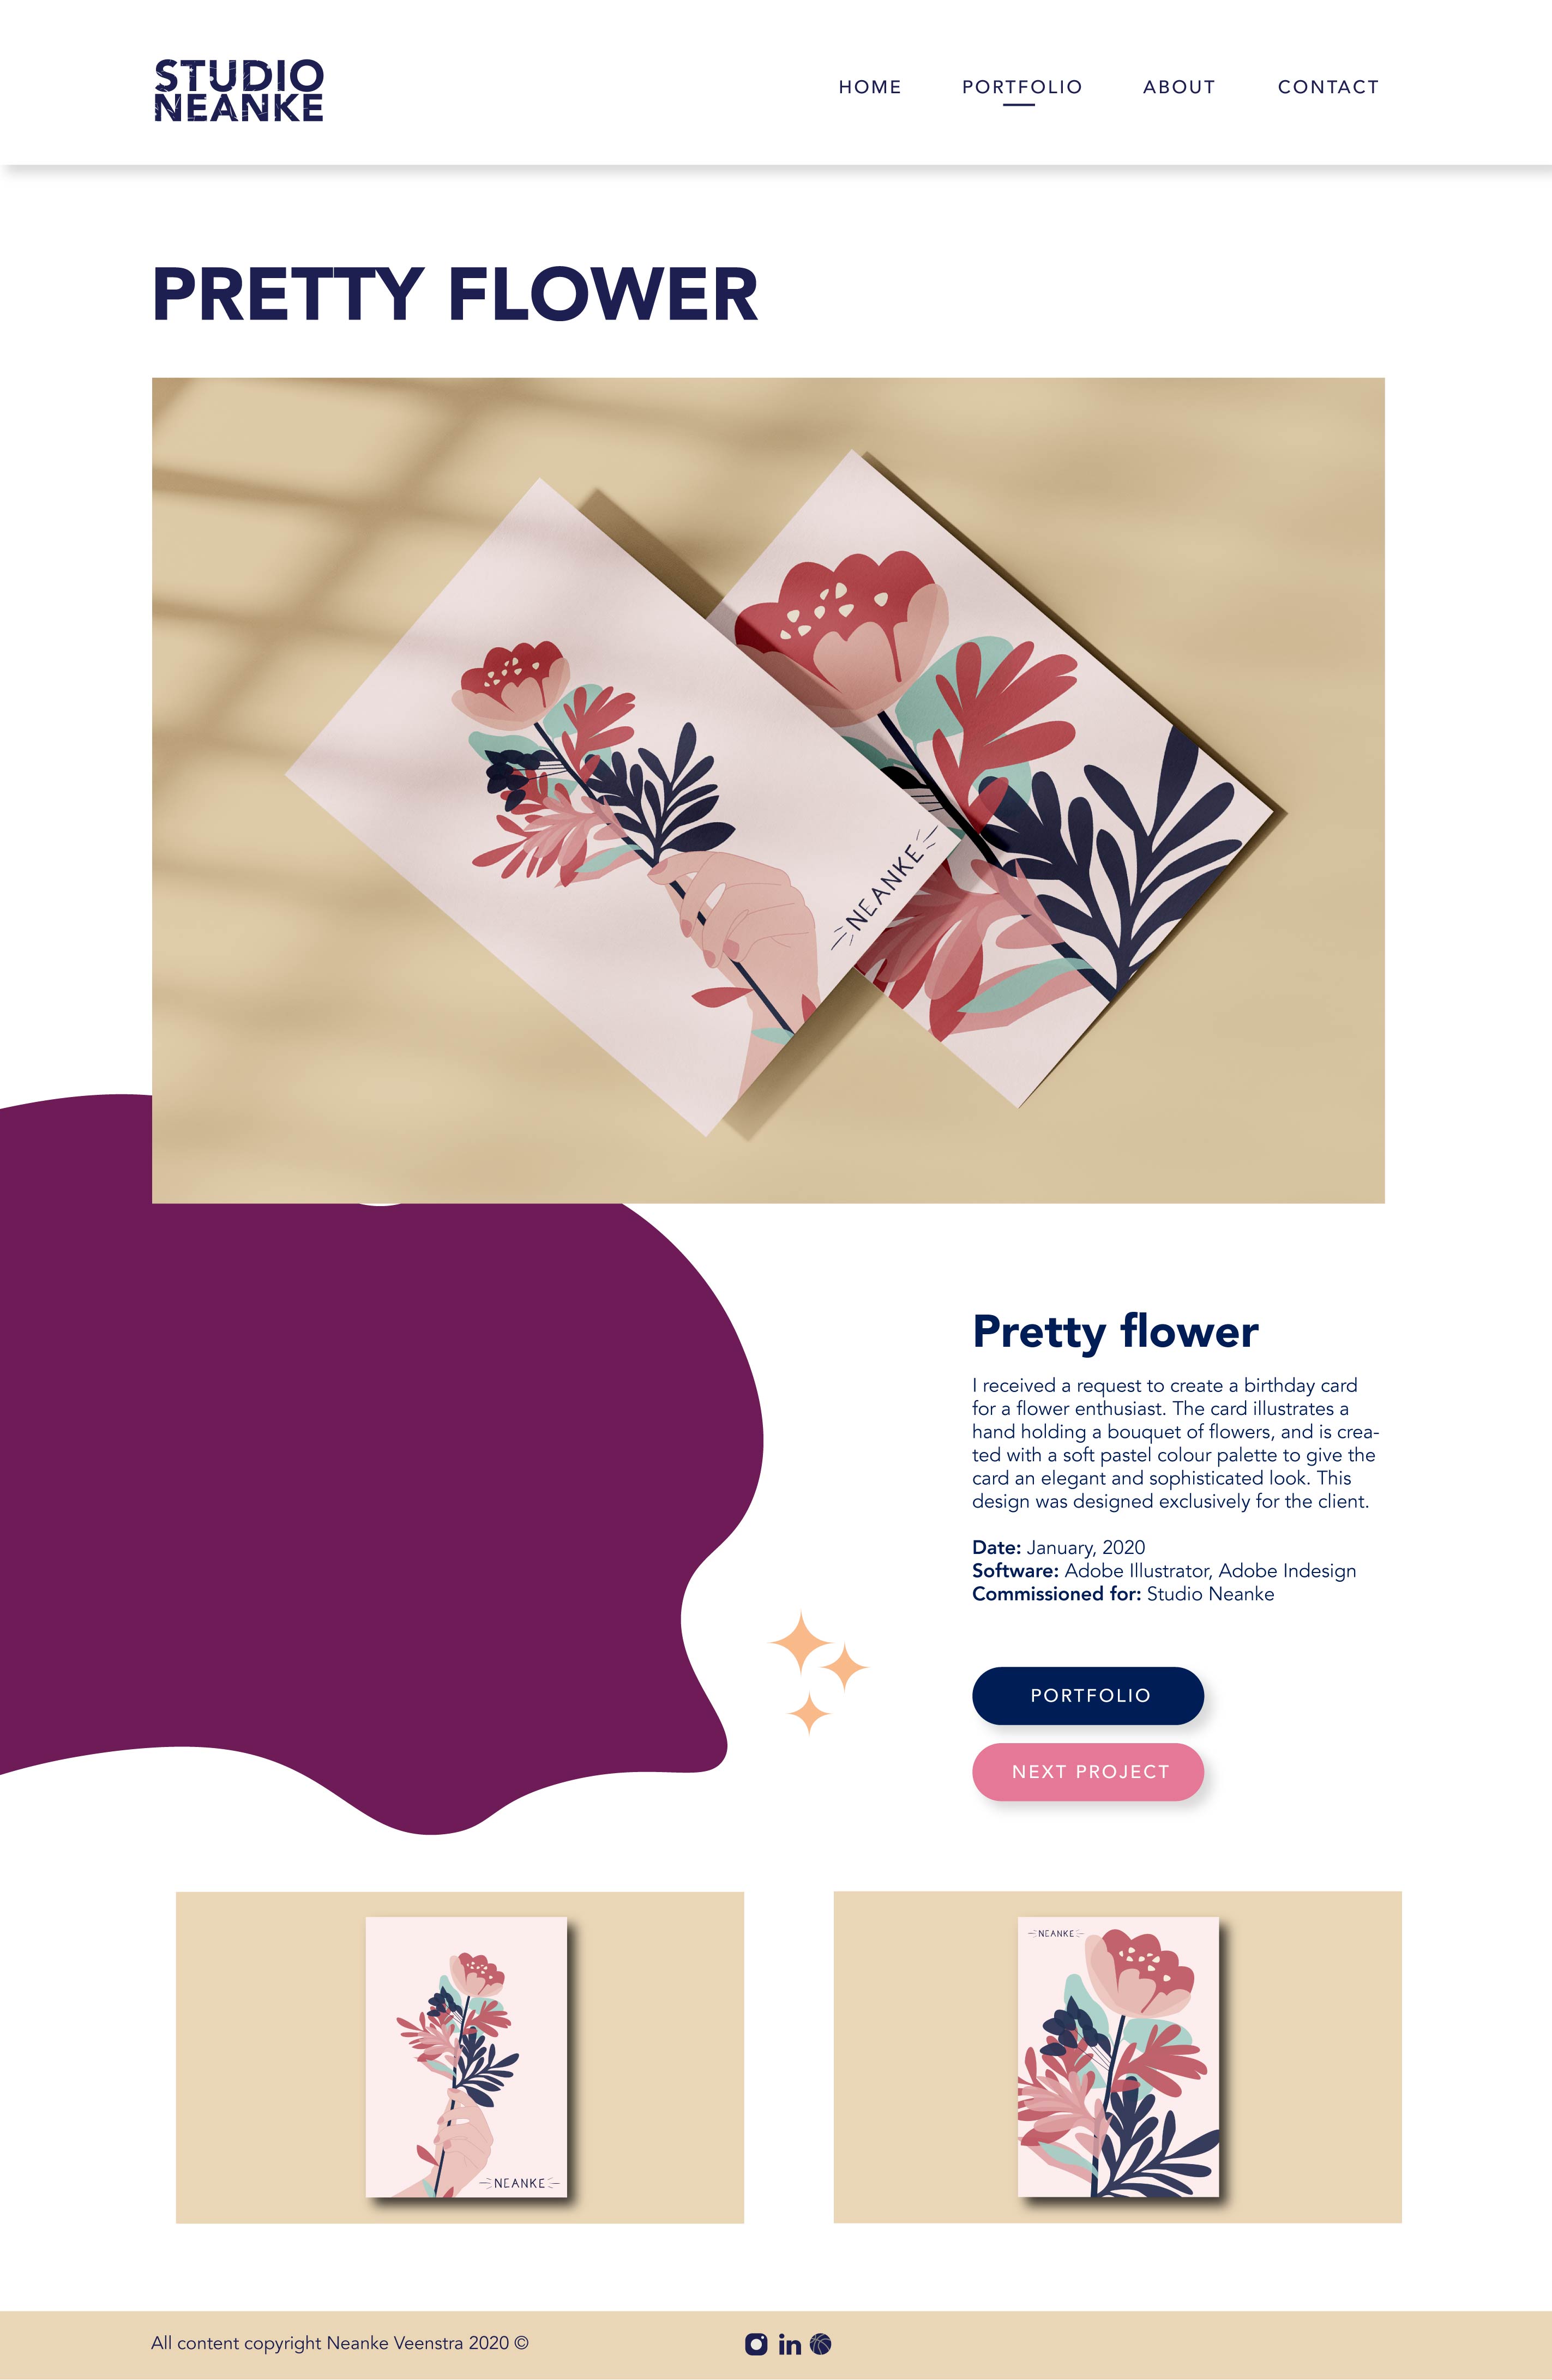 STUDIO
NEANKE
HOME PORTFOLIO ABOUT CONTACT
PRETTY FLOWER
NEANKE
Pretty flower
I received a request to create a birthday card
for a flower enthusiast. The card illustrates a
hand holding a bouquet of flowers, and is crea-
ted with a soft pastel colour palette to give the
card an elegant and sophisticated look. This
design was designed exclusively for the client.
Date: January, 2020
Software: Adobe Illustrator, Adobe Indesign
Commissioned for: Studio Neanke
PORTFOLIO
NEXT PROJECT
NEANKE
NEANKE
All content copyright Neanke Veenstra 2020 ©
in